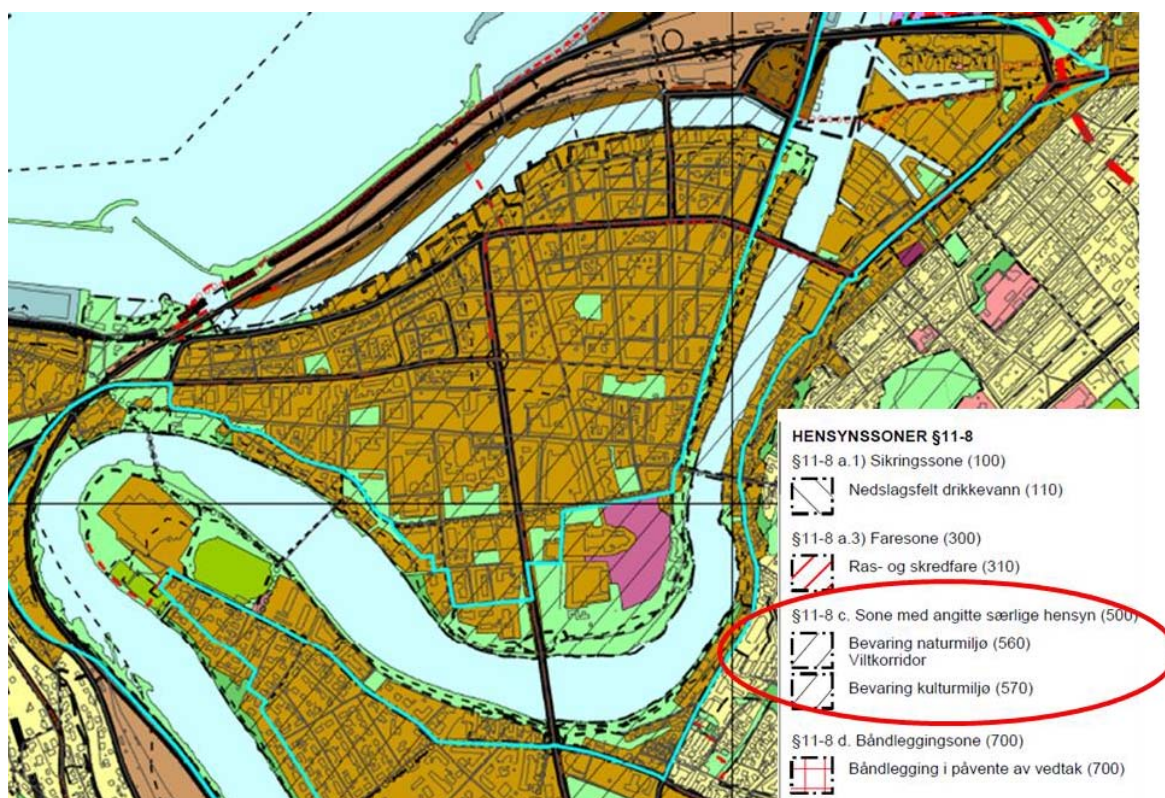 HENSYNSSONER §11-8
§11-8 a.1) Sikringssone (100)
Nedslagsfelt drikkevann (110)
§11-8 a.3) Faresone (300)
Ras- og skredfare (310)
§11-8 c. Sone med angitte særlige hensyn (500)
Bevaring naturmiljø (560)
Viltkorridor
Bevaring kulturmiljø (570)
§11-8 d. Båndleggingsone (700)
Båndlegging i påvente av vedtak (700)